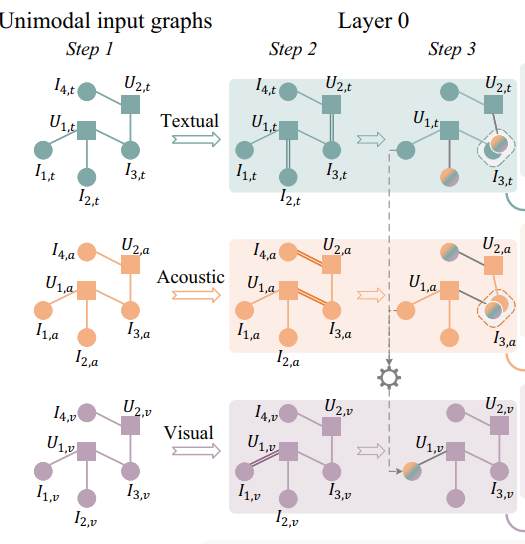 Unimodal input graphs Layer 0
Step 1 Step 2 Step 3
I4,t U2,t I4,t U2,t U2,t
U1,t Textual U1,t U1,t
I1,t I3,t I1,t I3,t I3,t
I2,t I2,t
I4,a U2,a I4,a U2,a U2,a
U1,a Acoustic U1,a U1,a
I1,a I3,a I1,a I3,a I3,a
I2,a I2,a
I4,v U2,v I4,v U2,v U2,v
U1,v Visual U1,v U1,v
I1,v I3,v I1,v I3,v I3,v
I2,v I2,v